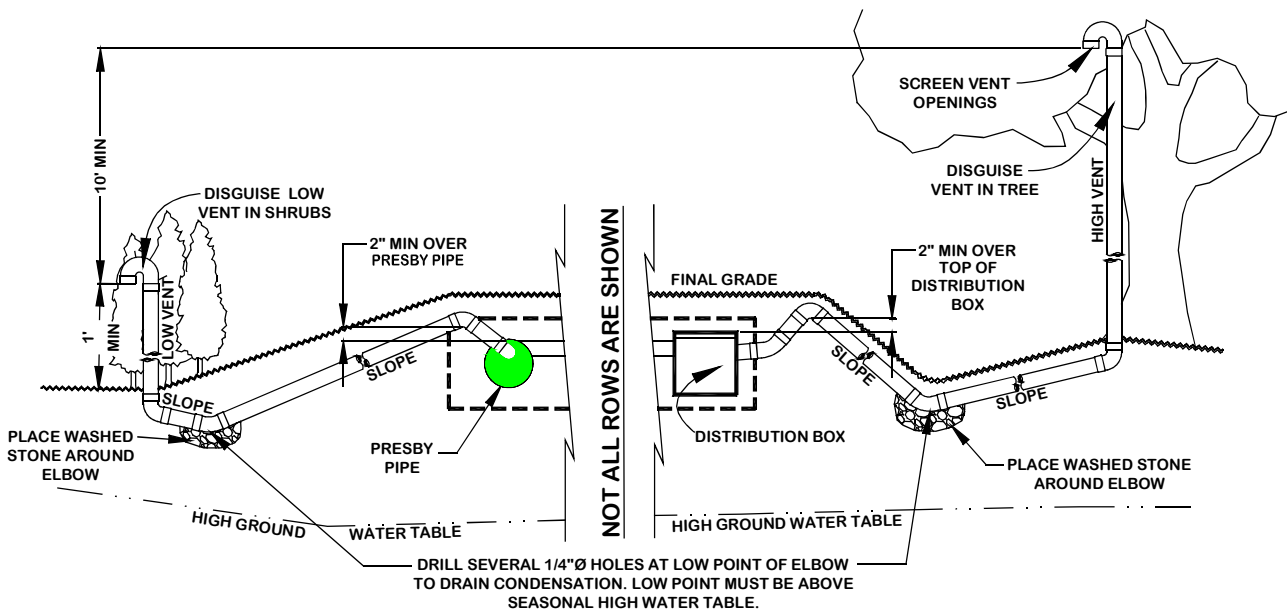 SCREEN VENT
OPENINGS
10' MIN
DISGUISE LOW
VENT IN SHRUBS
DISGUISE
VENT IN TREE
HIGH VENT
2" MIN OVER
PRESBY PIPE
NOT ALL ROWS ARE SHOWN
2" MIN OVER
TOP OF
DISTRIBUTION
BOX
FINAL GRADE
1'
MIN
LOW VENT
SLOPE
SLOPE
SLOPE
SLOPE
PLACE WASHED
STONE AROUND
ELBOW
PRESBY
PIPE
DISTRIBUTION BOX
PLACE WASHED STONE
AROUND ELBOW
HIGH GROUND WATER TABLE
HIGH GROUND WATER TABLE
DRILL SEVERAL 1/4"Ø HOLES AT LOW POINT OF ELBOW
TO DRAIN CONDENSATION. LOW POINT MUST BE ABOVE
SEASONAL HIGH WATER TABLE.